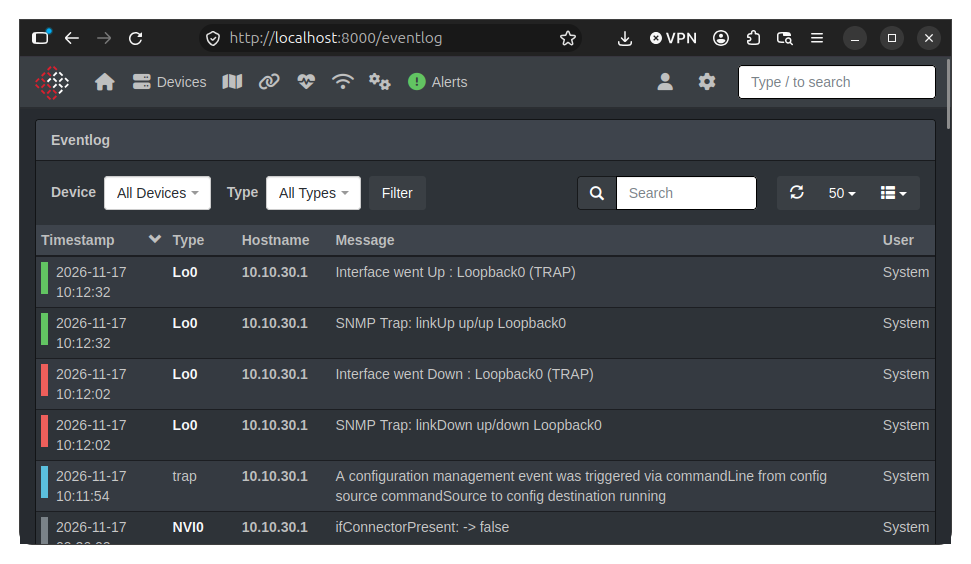 http://localhost:8000/eventlog
VPN
Devices
Alerts
Type / to search
Eventlog
Device All Devices Type All Types Filter Search 50
Timestamp Type Hostname Message User
2026-11-17 Lo0 10.10.30.1 Interface went Up : Loopback0 (TRAP) System
10:12:32
2026-11-17 Lo0 10.10.30.1 SNMP Trap: linkUp up/up Loopback0 System
10:12:32
2026-11-17 Lo0 10.10.30.1 Interface went Down : Loopback0 (TRAP) System
10:12:02
2026-11-17 Lo0 10.10.30.1 SNMP Trap: linkDown up/down Loopback0 System
10:12:02
2026-11-17 trap 10.10.30.1 A configuration management event was triggered via commandLine from config System
10:11:54 source commandSource to config destination running
2026-11-17 NVI0 10.10.30.1 ifConnectorPresent: -> false System